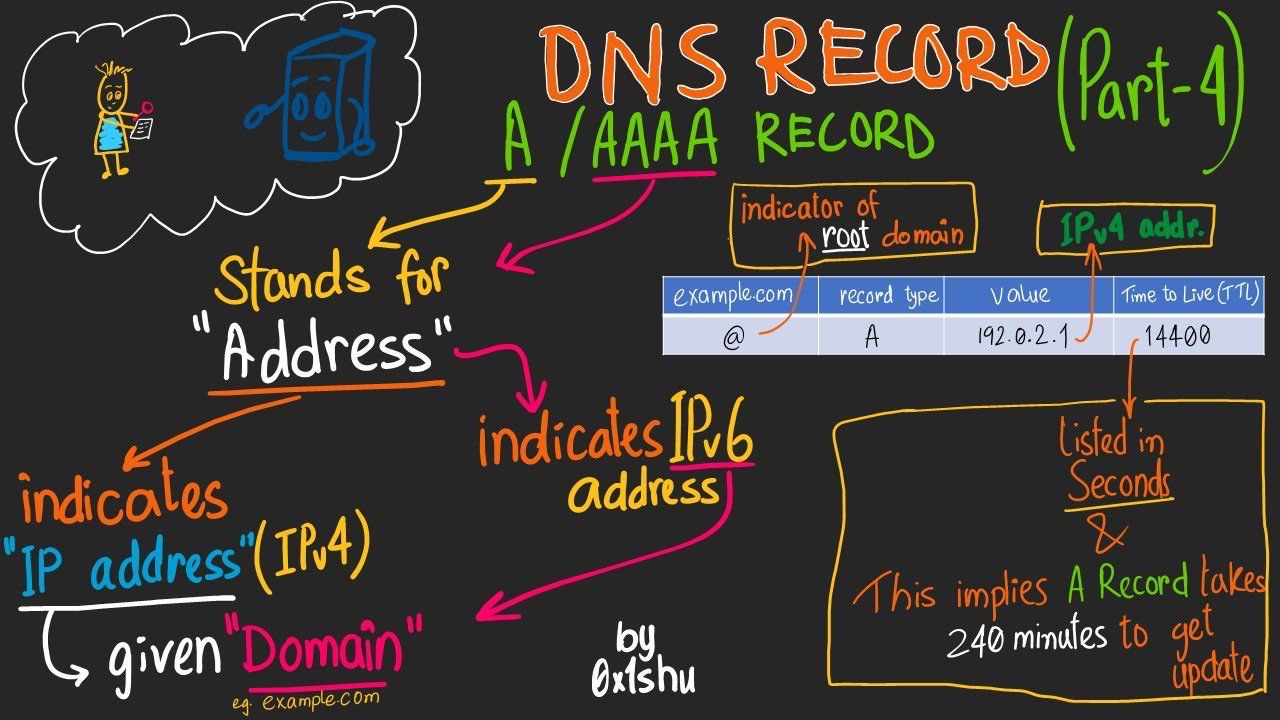 DNS RECORD (Part-4)
A / AAAA RECORD
Stands for
"Address"
indicates
"IP address" (IPv4)
given "Domain"
eg. example.com
indicates IPv6
address
by
0x1shu
indicator of
root domain
IPv4 addr.
example.com record type Value Time to Live (TTL)
@ A 192.0.2.1 14400
Listed in
Seconds
&
This implies A Record takes
240 minutes to get
update